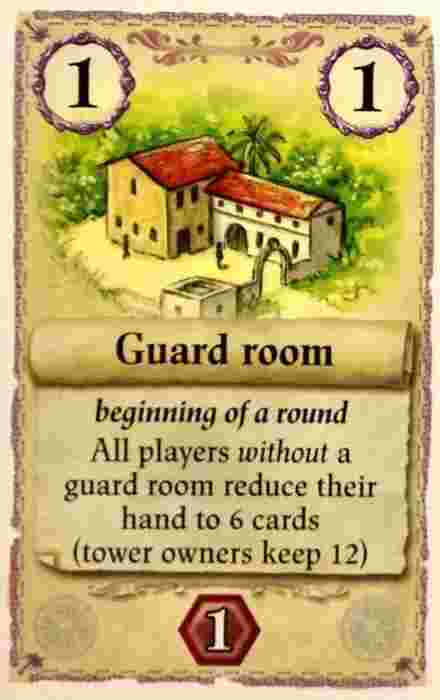 1 1
Guard room
beginning of a round
All players without a
guard room reduce their
hand to 6 cards
(tower owners keep 12)
1